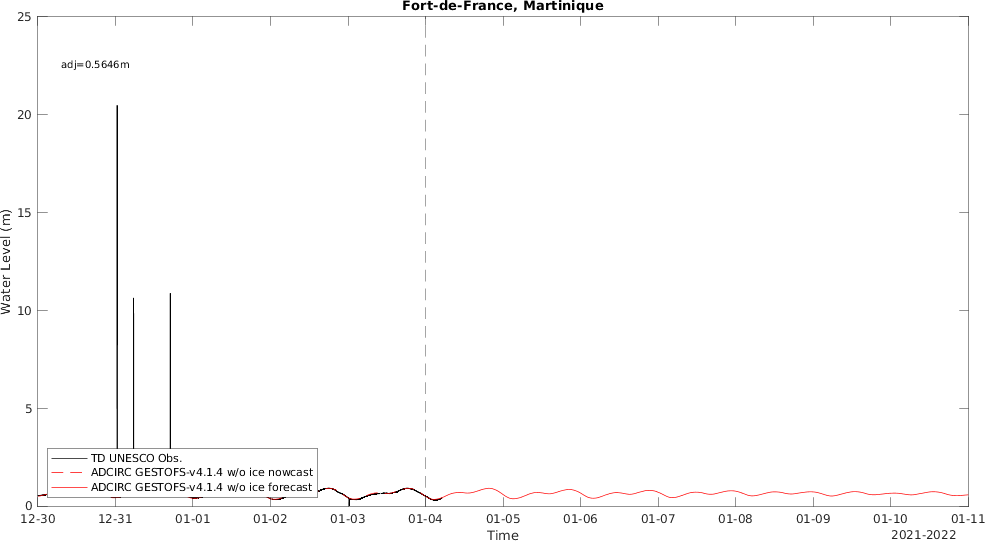 Fort-de-France, Martinique
25
adj=0.5646m
20
15
10
5
0
Water Level (m)
TD UNESCO Obs.
ADCIRC GESTOFS-v4.1.4 w/o ice nowcast
ADCIRC GESTOFS-v4.1.4 w/o ice forecast
12-30 12-31 01-01 01-02 01-03 01-04 01-05 01-06 01-07 01-08 01-09 01-10 01-11
Time
2021-2022